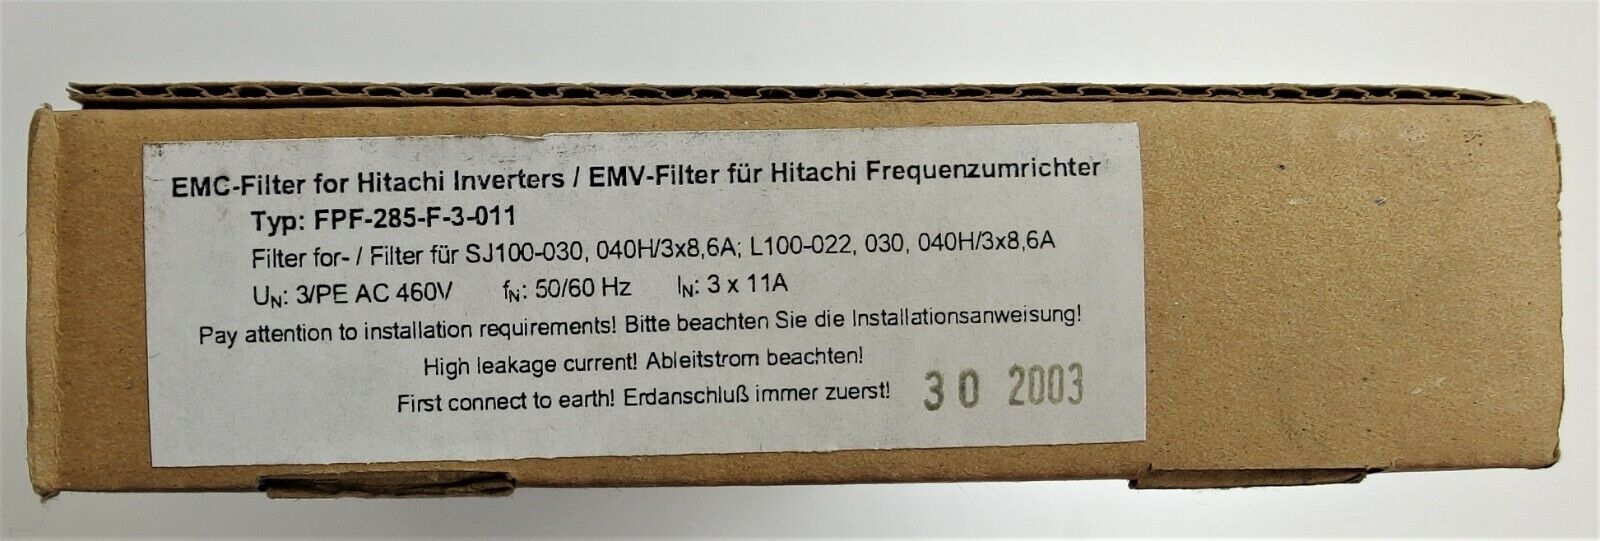 EMC-Filter for Hitachi Inverters / EMV-Filter für Hitachi Frequenzumrichter
Typ: FPF-285-F-3-011
Filter for- / Filter für SJ100-030, 040H/3x8,6A; L100-022, 030, 040H/3x8,6A
UN: 3/PE AC 460V fN: 50/60 Hz IN: 3 x 11A
Pay attention to installation requirements! Bitte beachten Sie die Installationsanweisung!
High leakage current! Ableitstrom beachten!
First connect to earth! Erdanschluß immer zuerst! 30 2003